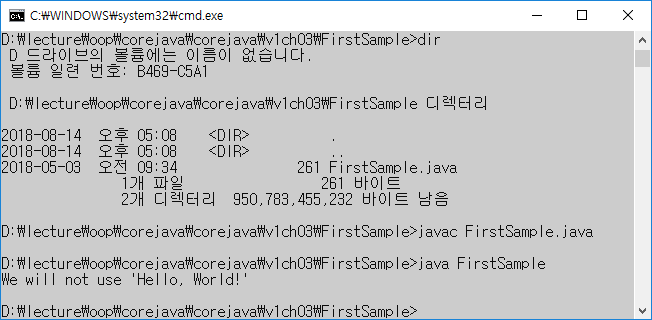 C:₩WINDOWS₩system32₩cmd.exe
D:₩lecture₩oop₩corejava₩corejava₩v1ch03₩FirstSample>dir
 D 드라이브의 볼륨에는 이름이 없습니다.
 볼륨 일련 번호: B469-C5A1
 D:₩lecture₩oop₩corejava₩corejava₩v1ch03₩FirstSample 디렉터리
2018-08-14  오후 05:08    <DIR>          .
2018-08-14  오후 05:08    <DIR>          ..
2018-05-03  오전 09:34               261 FirstSample.java
               1개 파일                 261 바이트
               2개 디렉터리  950,783,455,232 바이트 남음
D:₩lecture₩oop₩corejava₩corejava₩v1ch03₩FirstSample>javac FirstSample.java
D:₩lecture₩oop₩corejava₩corejava₩v1ch03₩FirstSample>java FirstSample
We will not use 'Hello, World!'
D:₩lecture₩oop₩corejava₩corejava₩v1ch03₩FirstSample>